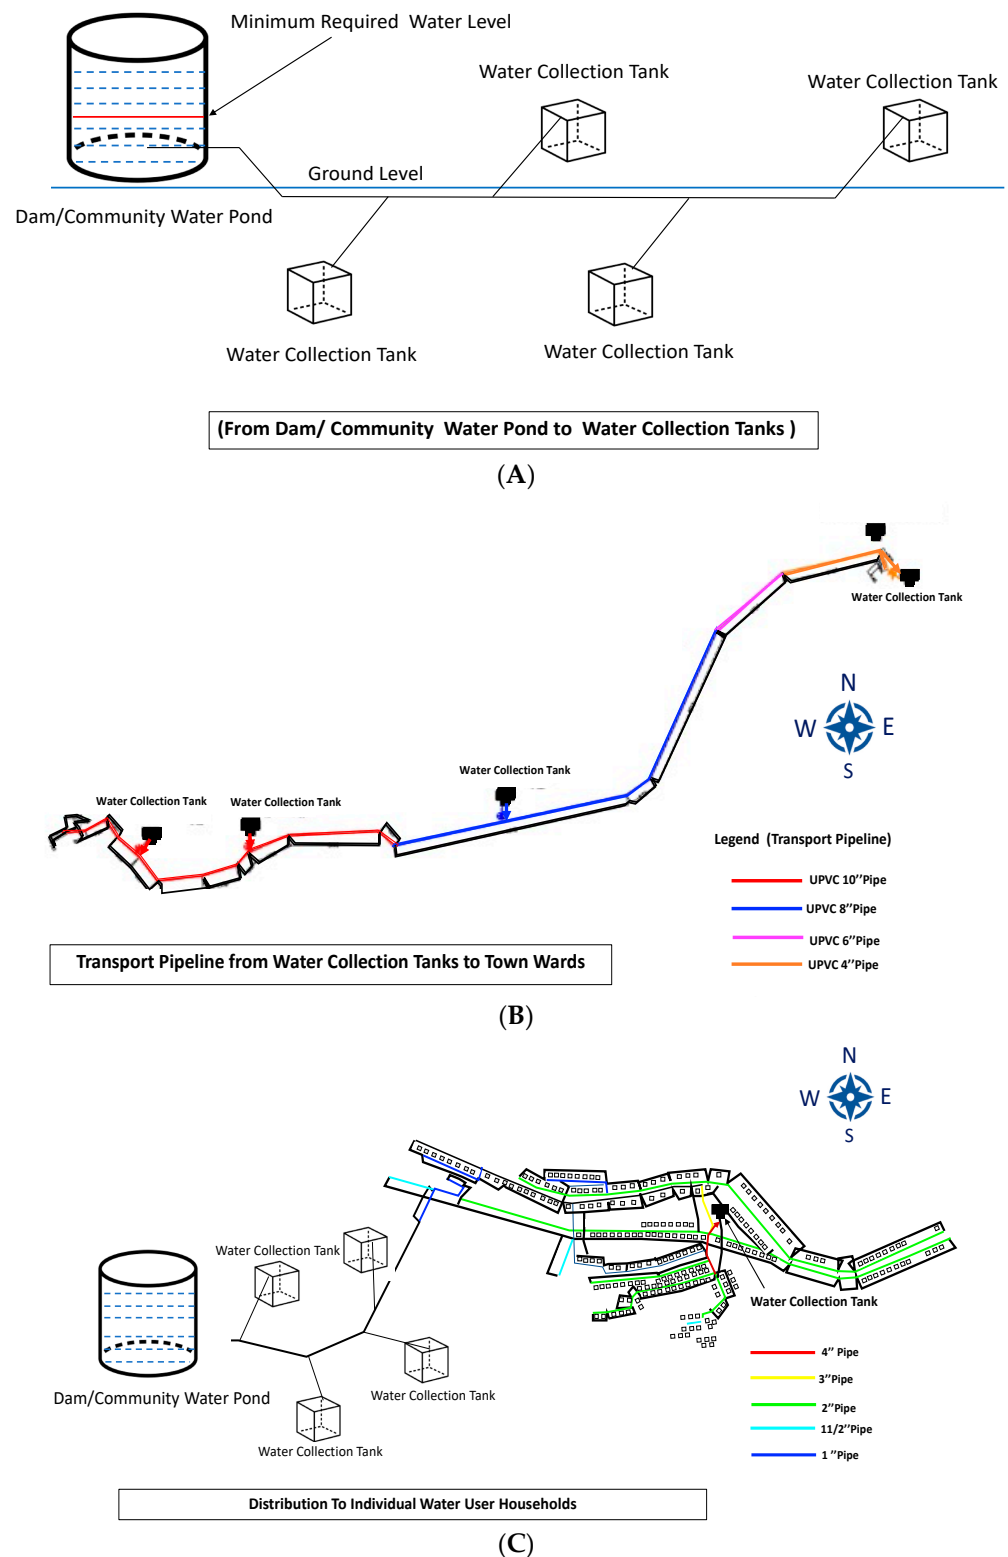 Minimum Required Water Level
Water Collection Tank
Water Collection Tank
Ground Level
Dam/Community Water Pond
Water Collection Tank
Water Collection Tank
(From Dam/ Community Water Pond to Water Collection Tanks )
(A)
Water Collection Tank
N
W E
S
Water Collection Tank
Water Collection Tank
Water Collection Tank
Legend (Transport Pipeline)
UPVC 10’’Pipe
UPVC 8’’Pipe
UPVC 6’’Pipe
UPVC 4’’Pipe
Transport Pipeline from Water Collection Tanks to Town Wards
(B)
N
W E
S
Water Collection Tank
Water Collection Tank
Dam/Community Water Pond
Water Collection Tank
Water Collection Tank
4’’ Pipe
3’’Pipe
2’’Pipe
11/2’’Pipe
1 ’’Pipe
Distribution To Individual Water User Households
(C)